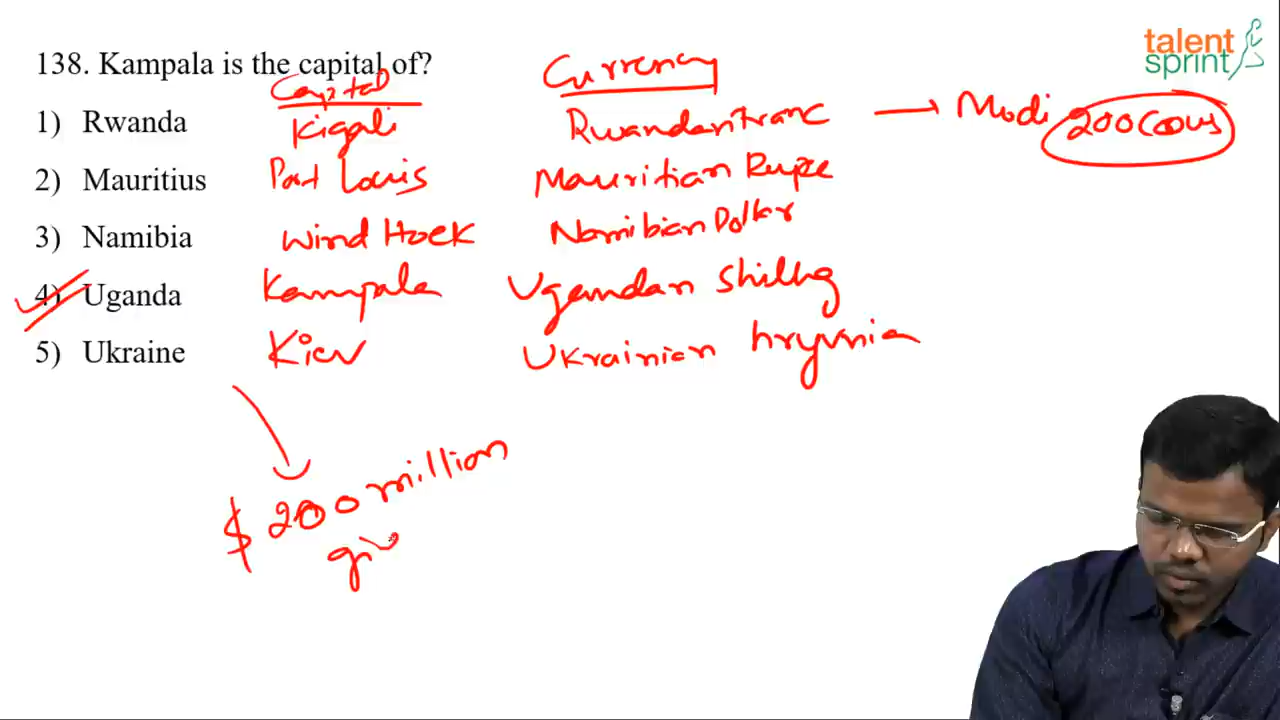 talent
sprint
138. Kampala is the capital of?
Capital Currency
1) Rwanda Kigali Rwandan franc → Modi 200 Cows
2) Mauritius Port Louis Mauritian Rupee
3) Namibia Wind Hoek Namibian Dollar
4) Uganda Kampala Ugandan Shilling
5) Ukraine Kiev Ukrainian hryvnia
$ 200 million
giv